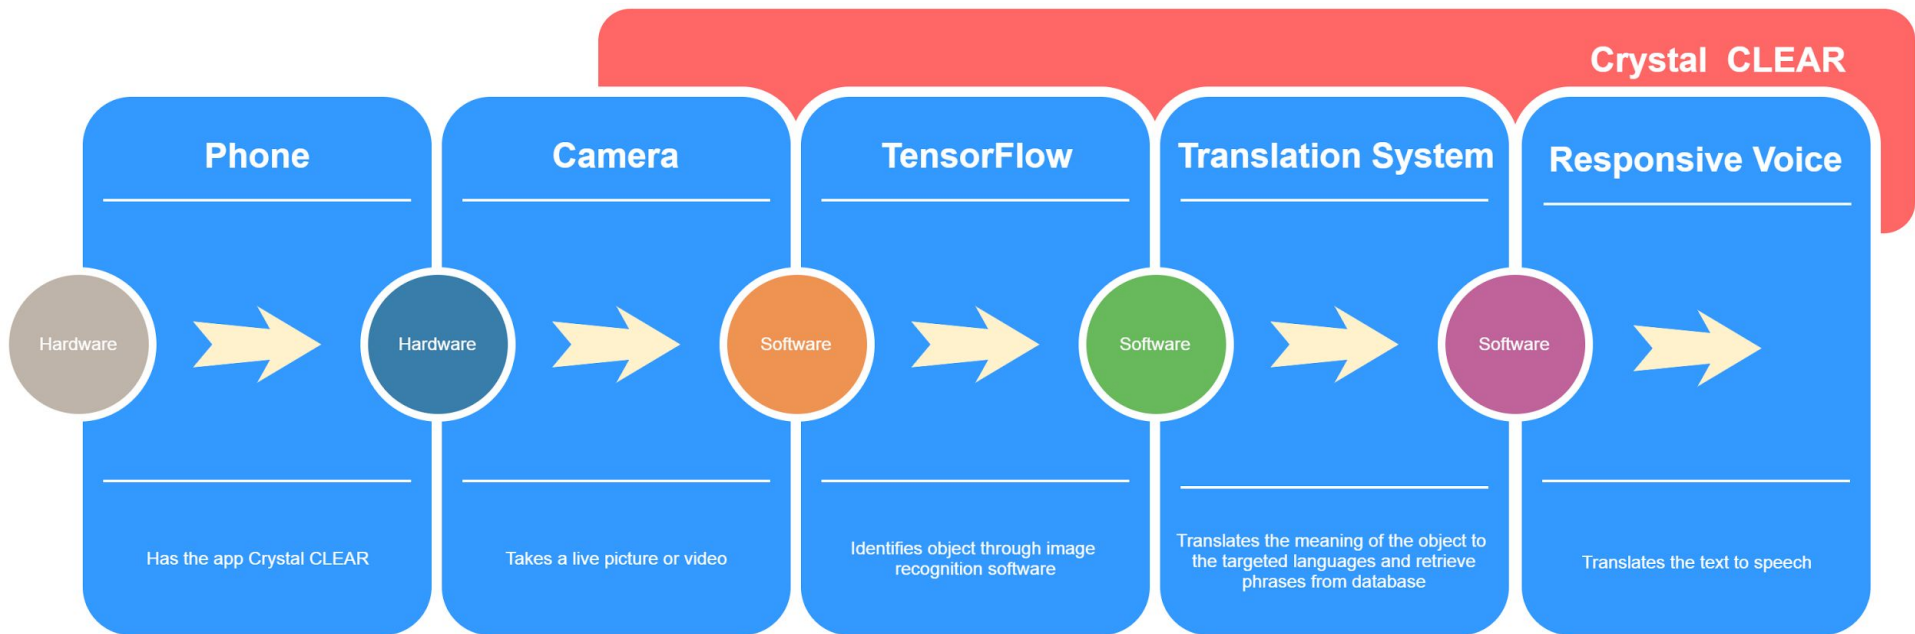 Crystal CLEAR
Phone
Camera
TensorFlow
Translation System
Responsive Voice
Hardware
Hardware
Software
Software
Software
Has the app Crystal CLEAR
Takes a live picture or video
Identifies object through image
recognition software
Translates the meaning of the object to
the targeted languages and retrieve
phrases from database
Translates the text to speech